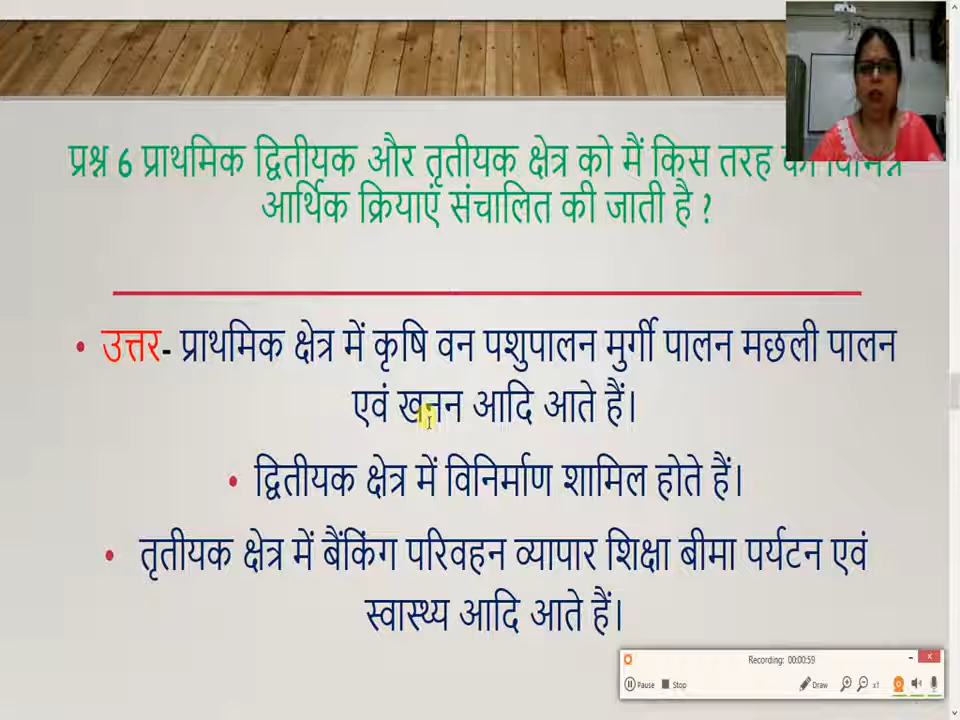 प्रश्न 6 प्राथमिक द्वितीयक और तृतीयक क्षेत्र को मैं किस तरह
आर्थिक क्रियाएं संचालित की जाती है ?
• उत्तर- प्राथमिक क्षेत्र में कृषि वन पशुपालन मुर्गी पालन मछली पालन
एवं खनन आदि आते हैं।
• द्वितीयक क्षेत्र में विनिर्माण शामिल होते हैं।
• तृतीयक क्षेत्र में बैंकिंग परिवहन व्यापार शिक्षा बीमा पर्यटन एवं
स्वास्थ्य आदि आते हैं।
Recording: 00:00:59
Pause Stop Draw x1